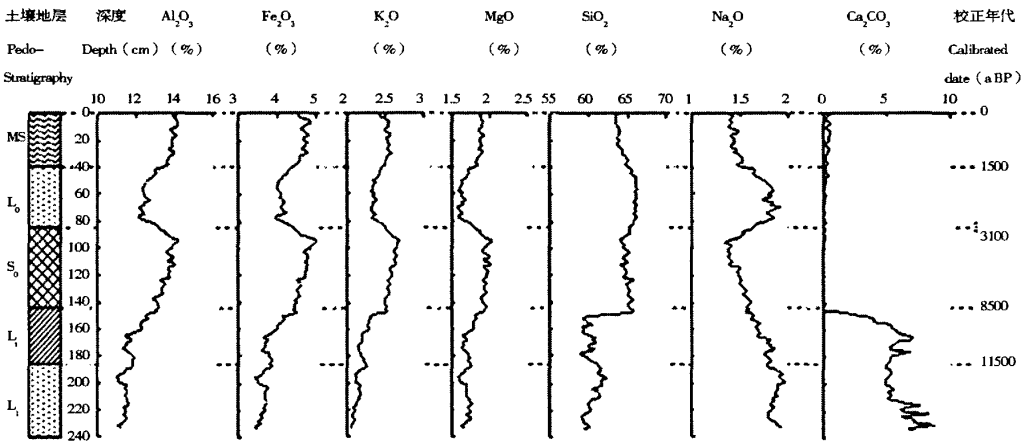 土壤地层 深度 Al₂O₃ Fe₂O₃ K₂O MgO SiO₂ Na₂O Ca₂CO₃ 校正年代
Pedo- Depth（cm）（%） （%） （%） （%） （%） （%） （%） Calibrated
Stratigraphy date（a BP）
10 12 14 16 3 4 5 2 2.5 3 1.5 2 2.5 55 60 65 70 1 1.5 2 0 5 10
0 0
MS 20
40 1500
60
L₀
80
3100
100
S₀ 120
140 8500
160
L₁
180 11500
200
L₁ 220
240